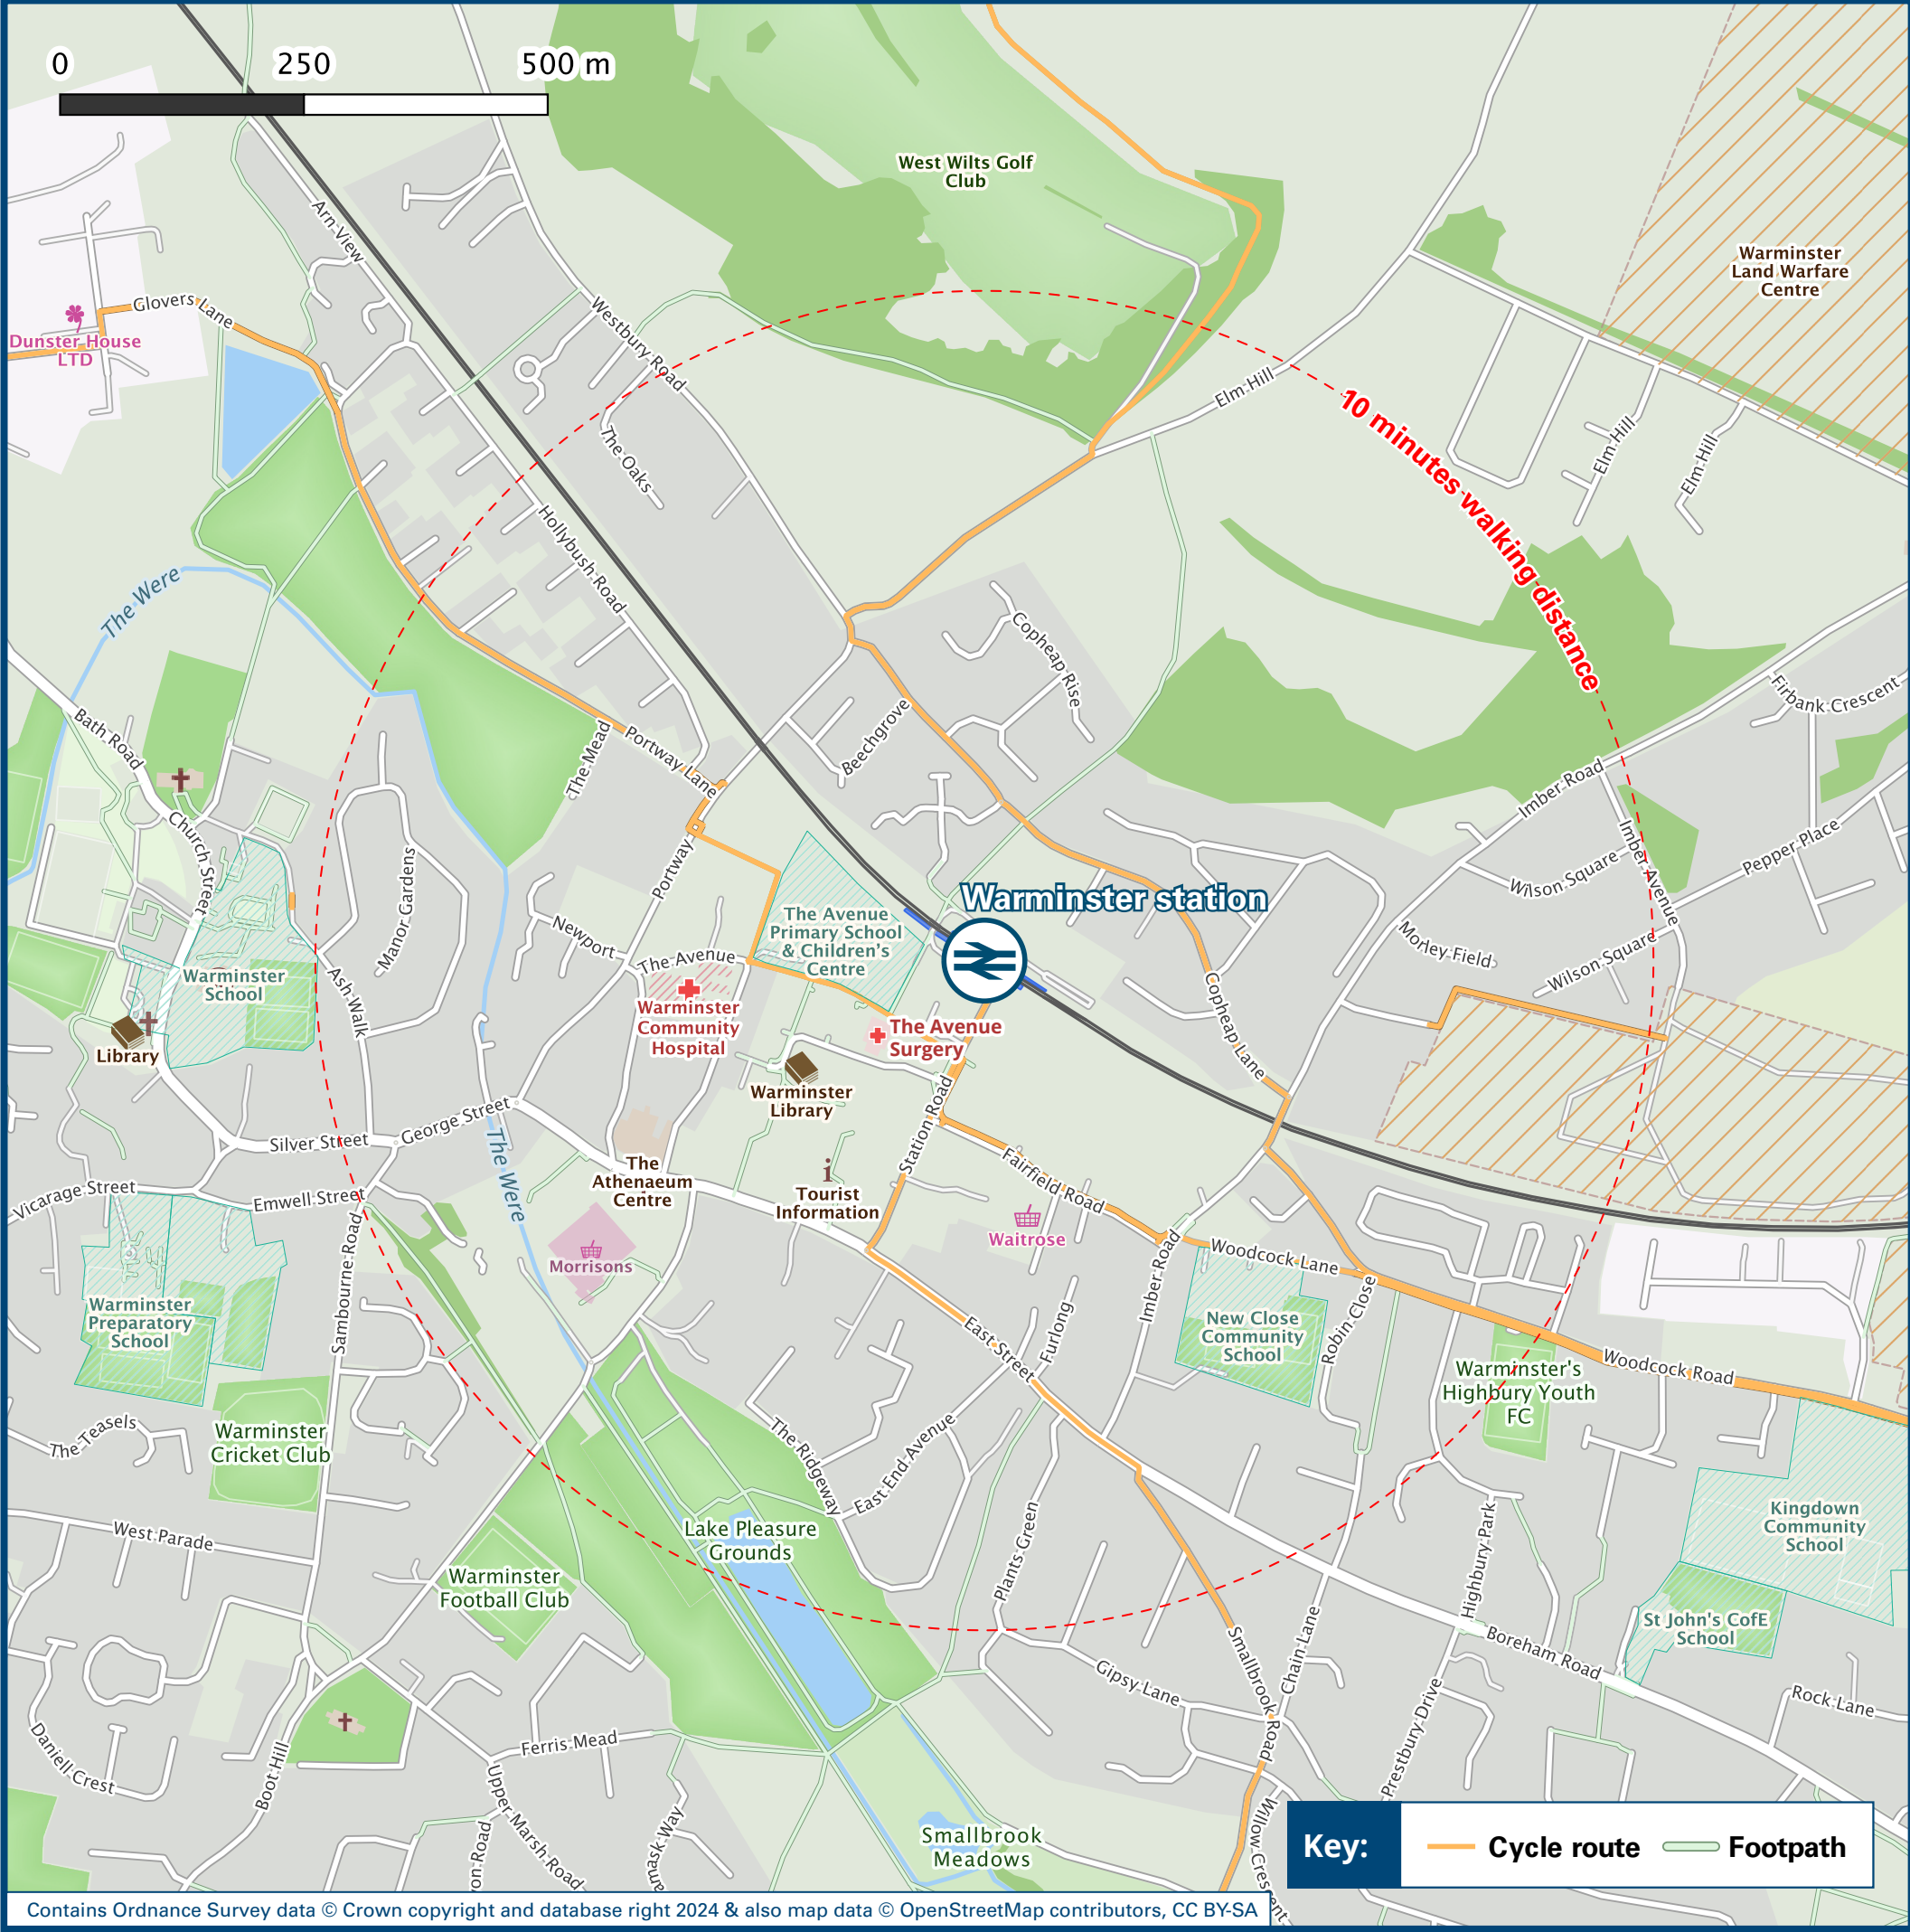 0 250 500 m
West Wilts Golf
Club
Arn View
Warminster
Land Warfare
Centre
Glovers Lane
Dunster House
LTD
Westbury Road
Elm Hill
10 minutes walking distance
The Oaks
Elm Hill
Elm Hill
Hollybush Road
The Were
Copheap Rise
Firbank Crescent
Bath Road
The Mead
Portway Lane
Beechgrove
Imber Road
Church Street
Manor Gardens
Portway
Imber Avenue
Pepper Place
Wilson Square
Warminster station
The Avenue
Primary School
& Children's
Centre
Newport
The Avenue
Morley Field
Wilson Square
Warminster
School
Ash Walk
Warminster
Community
Hospital
The Avenue
Surgery
Copheap Lane
Library
Warminster
Library
Station Road
George Street
Silver Street
The Were
Fairfield Road
The
Athenaeum
Centre
Tourist
Information
Vicarage Street
Emwell Street
Waitrose
Sambourne Road
Morrisons
Imber Road
Woodcock Lane
Warminster
Preparatory
School
New Close
Community
School
Robin Close
East Street
Furlong
Woodcock Road
Warminster's
Highbury Youth
FC
The Teasels
Warminster
Cricket Club
The Ridgeway
East End Avenue
West Parade
Lake Pleasure
Grounds
Plants Green
Highbury Park
Kingdown
Community
School
Warminster
Football Club
St John's CofE
School
Smallbrook Road
Chain Lane
Boreham Road
Gipsy Lane
Rock Lane
Prestbury Drive
Daniell Crest
Boot Hill
Ferris Mead
Upper Marsh Road
Willow Crescent
Smallbrook
Meadows
on Road
mask Way
Key: Cycle route Footpath
Contains Ordnance Survey data © Crown copyright and database right 2024 & also map data © OpenStreetMap contributors, CC BY-SA